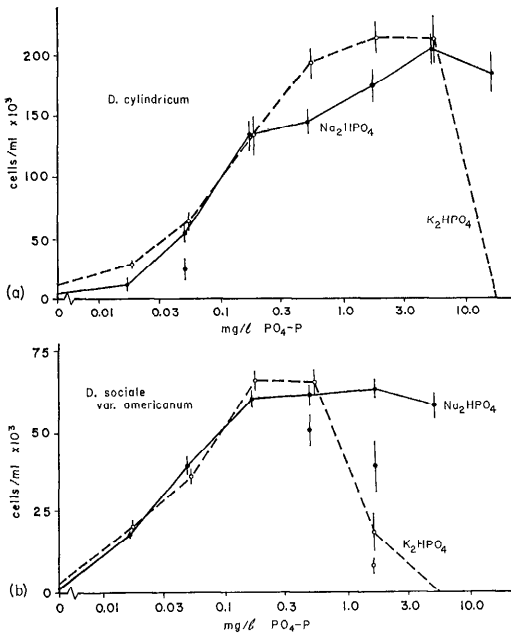 200
D. cylindricum
150
Na2HPO4
100
cells/ml x10³
K2HPO4
50
(a)
0
0 0.01 0.03 0.1 0.3 1.0 3.0 10.0
mg/ℓ PO4-P
75
D. sociale
var. americanum
Na2HPO4
50
cells/ml x10³
25
K2HPO4
(b)
0
0 0.01 0.03 0.1 0.3 1.0 3.0 10.0
mg/ℓ PO4-P